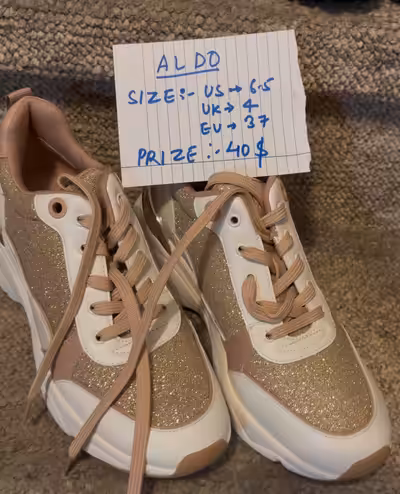 ALDO
SIZE:- US → 6.5
UK → 4
EU → 37
PRIZE:- 40 $